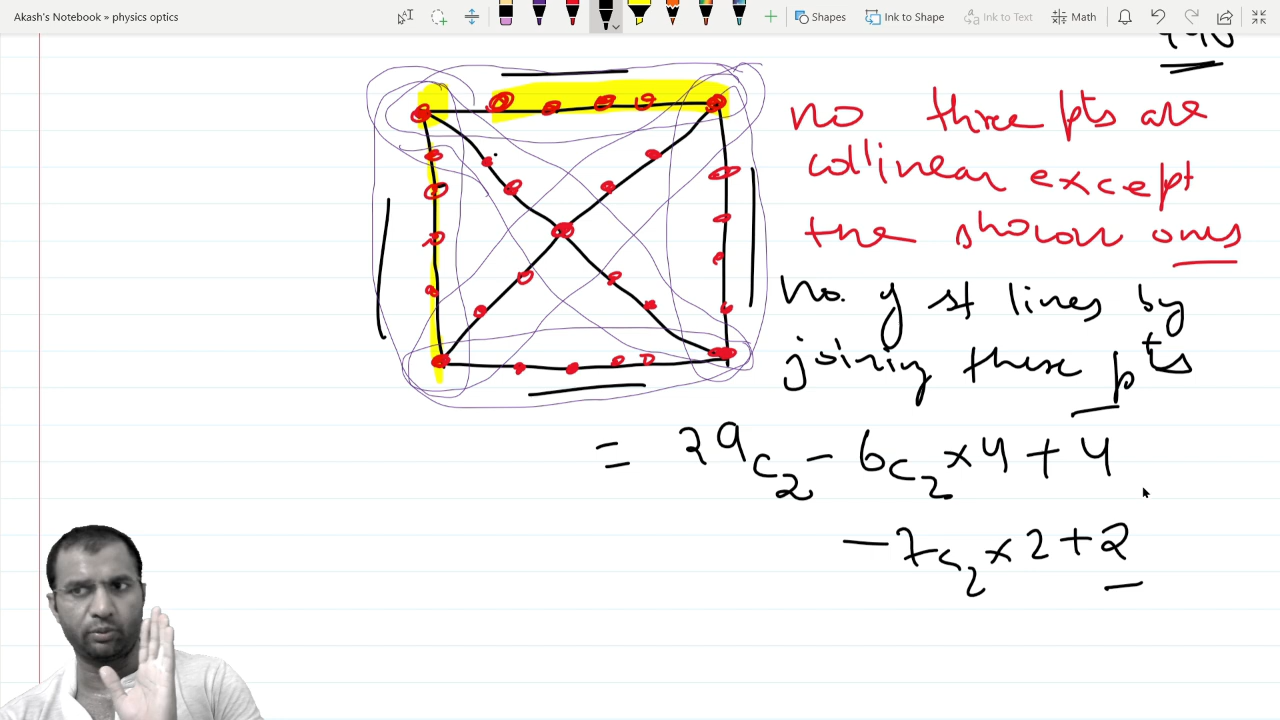 Akash's Notebook » physics optics
Shapes
Ink to Shape
Ink to Text
Math
no three pts are
collinear except
the shown ones
no. of st lines by
joining these pts
= 29c2 - 6c2 x 4 + 4
- 7c2 x 2 + 2